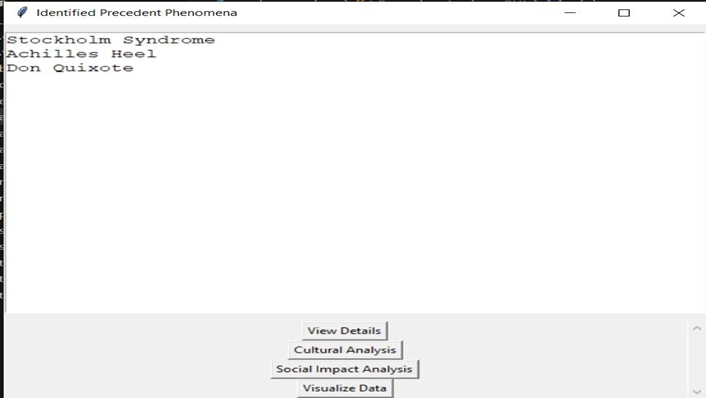 Identified Precedent Phenomena
Stockholm Syndrome
Achilles Heel
Don Quixote
View Details
Cultural Analysis
Social Impact Analysis
Visualize Data